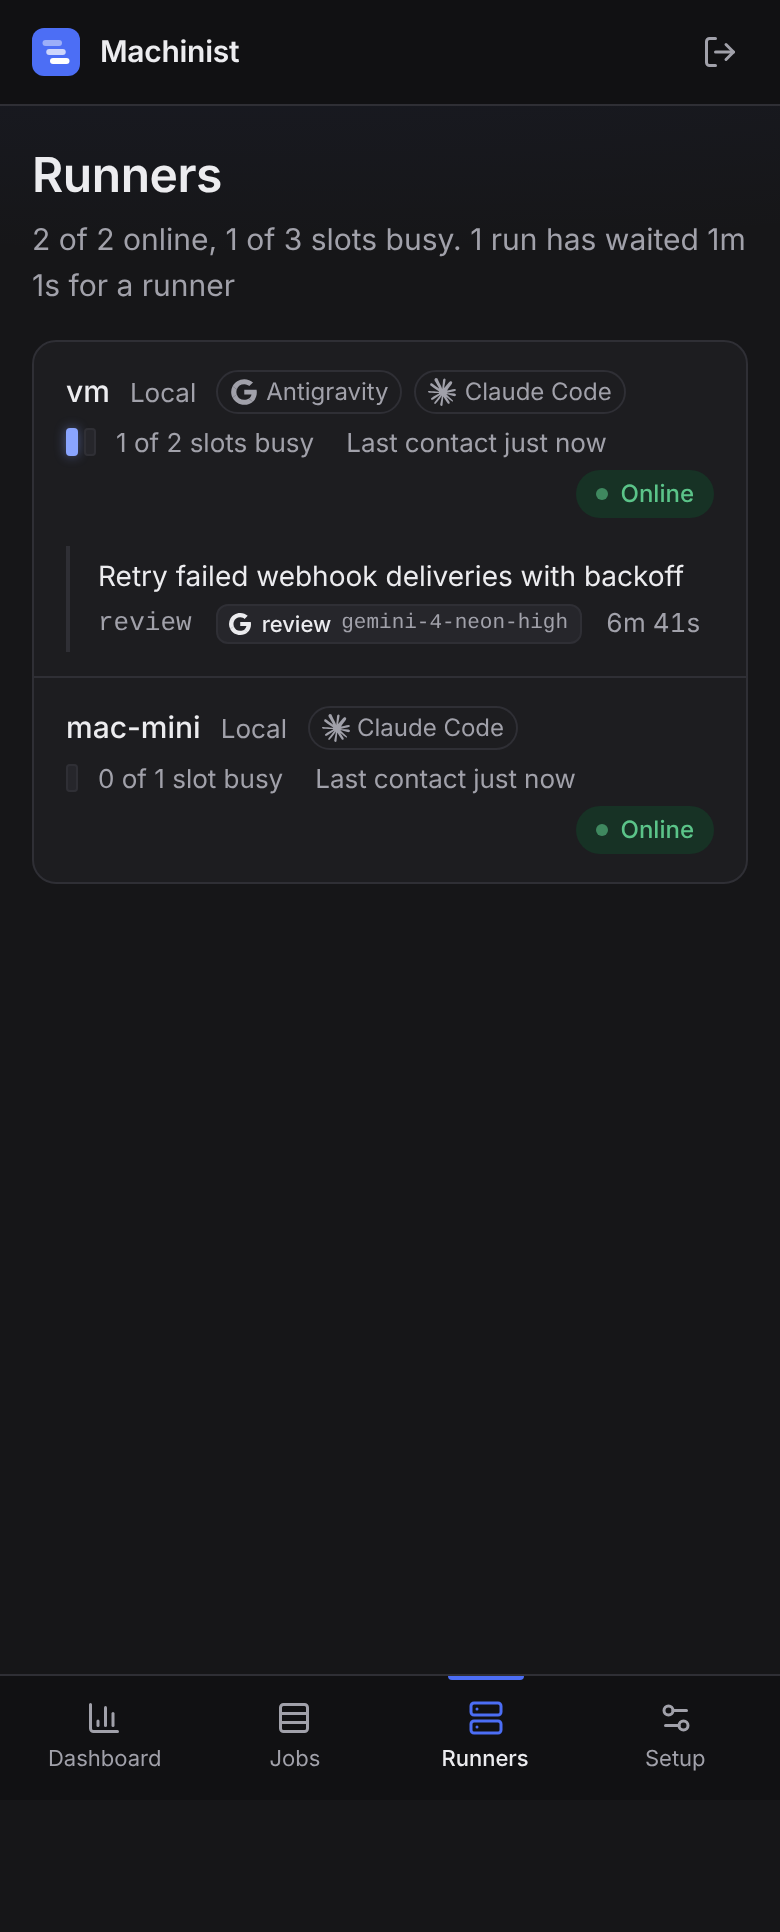 Machinist
Runners
2 of 2 online, 1 of 3 slots busy. 1 run has waited 1m
1s for a runner
vm Local Antigravity Claude Code
1 of 2 slots busy Last contact just now
Online
Retry failed webhook deliveries with backoff
review review gemini-4-neon-high 6m 41s
mac-mini Local Claude Code
0 of 1 slot busy Last contact just now
Online
Dashboard Jobs Runners Setup